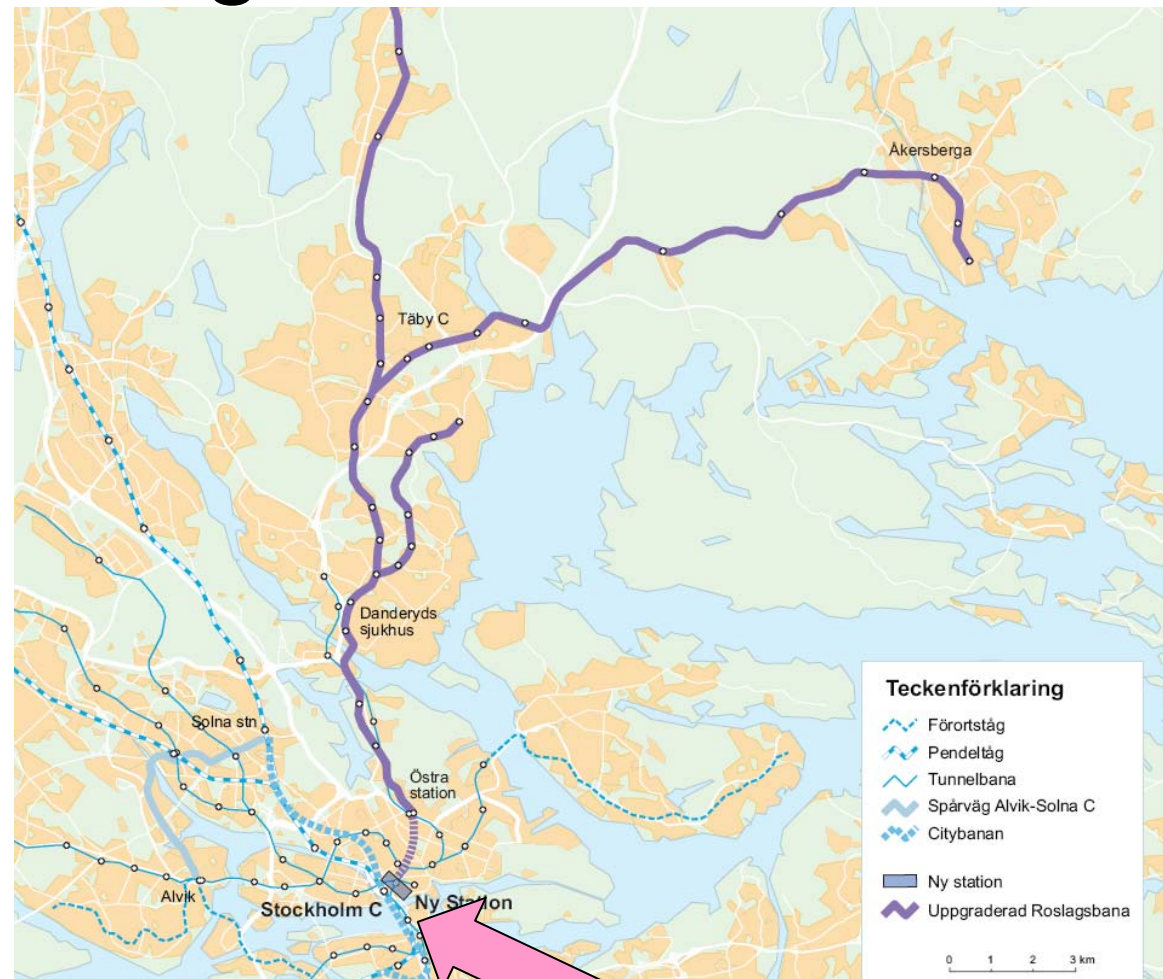 Åkersberga
Täby C
Danderyds
sjukhus
Solna stn
Östra
station
Alvik
Stockholm C
Ny Station
Teckenförklaring
Förortståg
Pendeltåg
Tunnelbana
Spårväg Alvik-Solna C
Citybanan
Ny station
Uppgraderad Roslagsbana
0 1 2 3 km